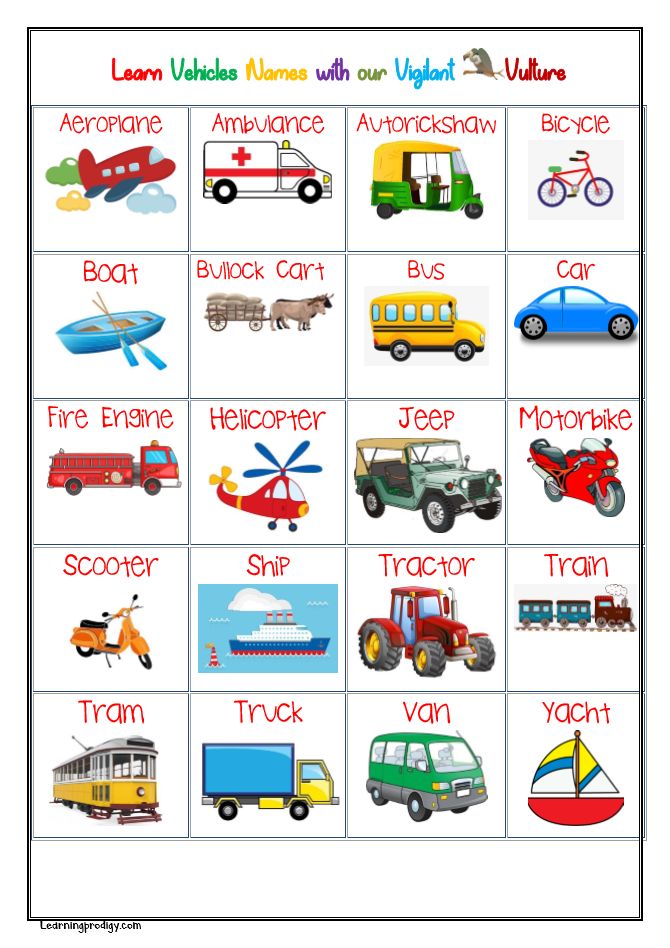 Learn Vehicles Names with our Vigilant Vulture
Aeroplane Ambulance Autorickshaw Bicycle
Boat Bullock Cart Bus Car
Fire Engine Helicopter Jeep Motorbike
Scooter Ship Tractor Train
Tram Truck Van Yacht
Learningprodigy.com